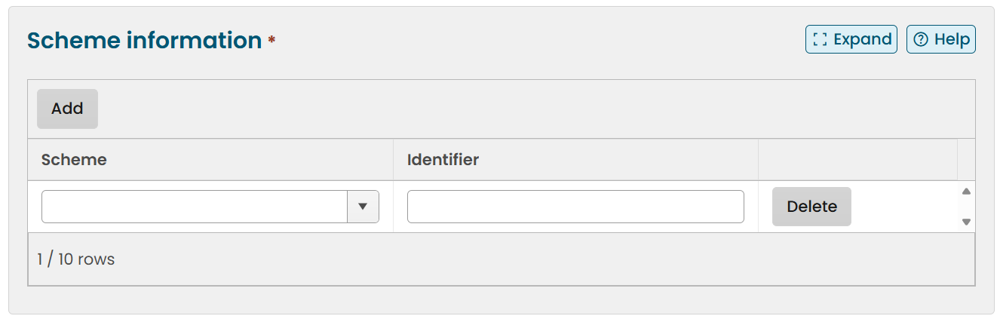 Scheme information *
Expand
Help
Add
Scheme Identifier
Delete
1 / 10 rows